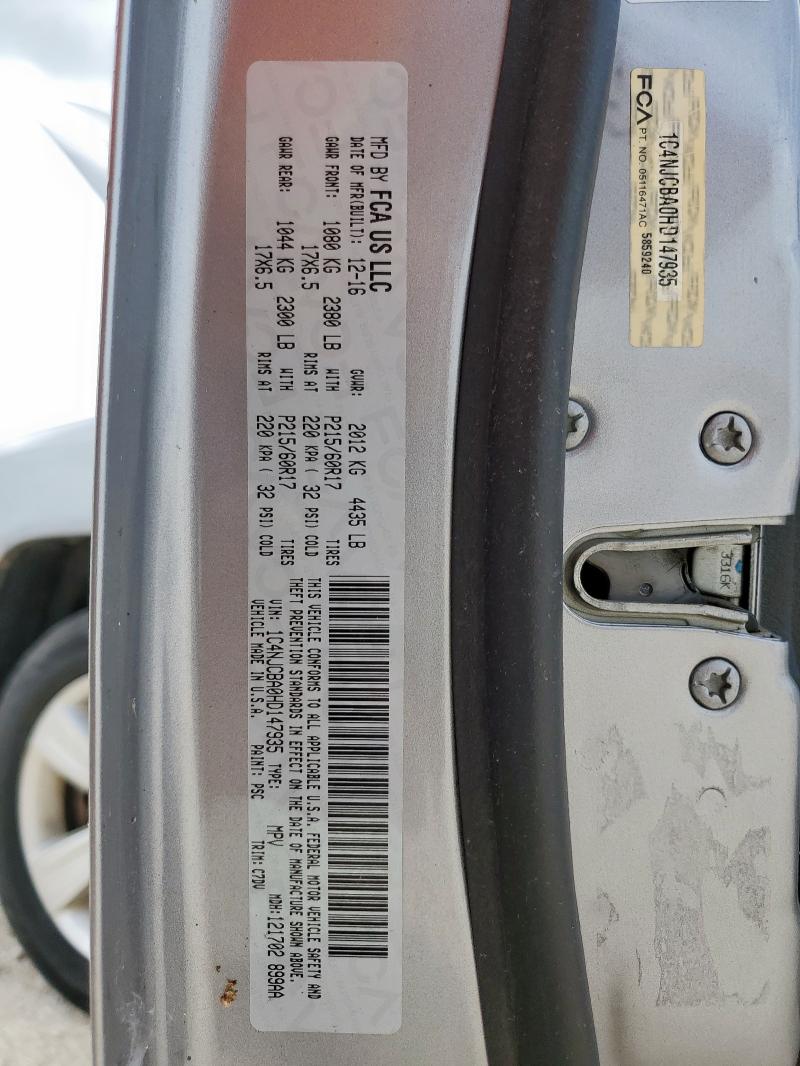 MFD BY FCA US LLC
DATE OF MFR(BUILT): 12-16 GVWR: 2012 KG 4435 LB
GAWR FRONT: 1080 KG 2380 LB WITH P215/60R17 TIRES
17X6.5 RIMS AT 220 KPA ( 32 PSI) COLD
GAWR REAR: 1044 KG 2300 LB WITH P215/60R17 TIRES
17X6.5 RIMS AT 220 KPA ( 32 PSI) COLD
THIS VEHICLE CONFORMS TO ALL APPLICABLE U.S.A. FEDERAL MOTOR VEHICLE SAFETY AND
THEFT PREVENTION STANDARDS IN EFFECT ON THE DATE OF MANUFACTURE SHOWN ABOVE.
VIN: 1C4NJCBA0HD147935 TYPE: MPV MDH:121702 899AA
VEHICLE MADE IN U.S.A. PAINT: PSC TRIM: C7DV
1C4NJCBA0HD147935
FCA PT. NO. 05116471AC 5859240
3316K